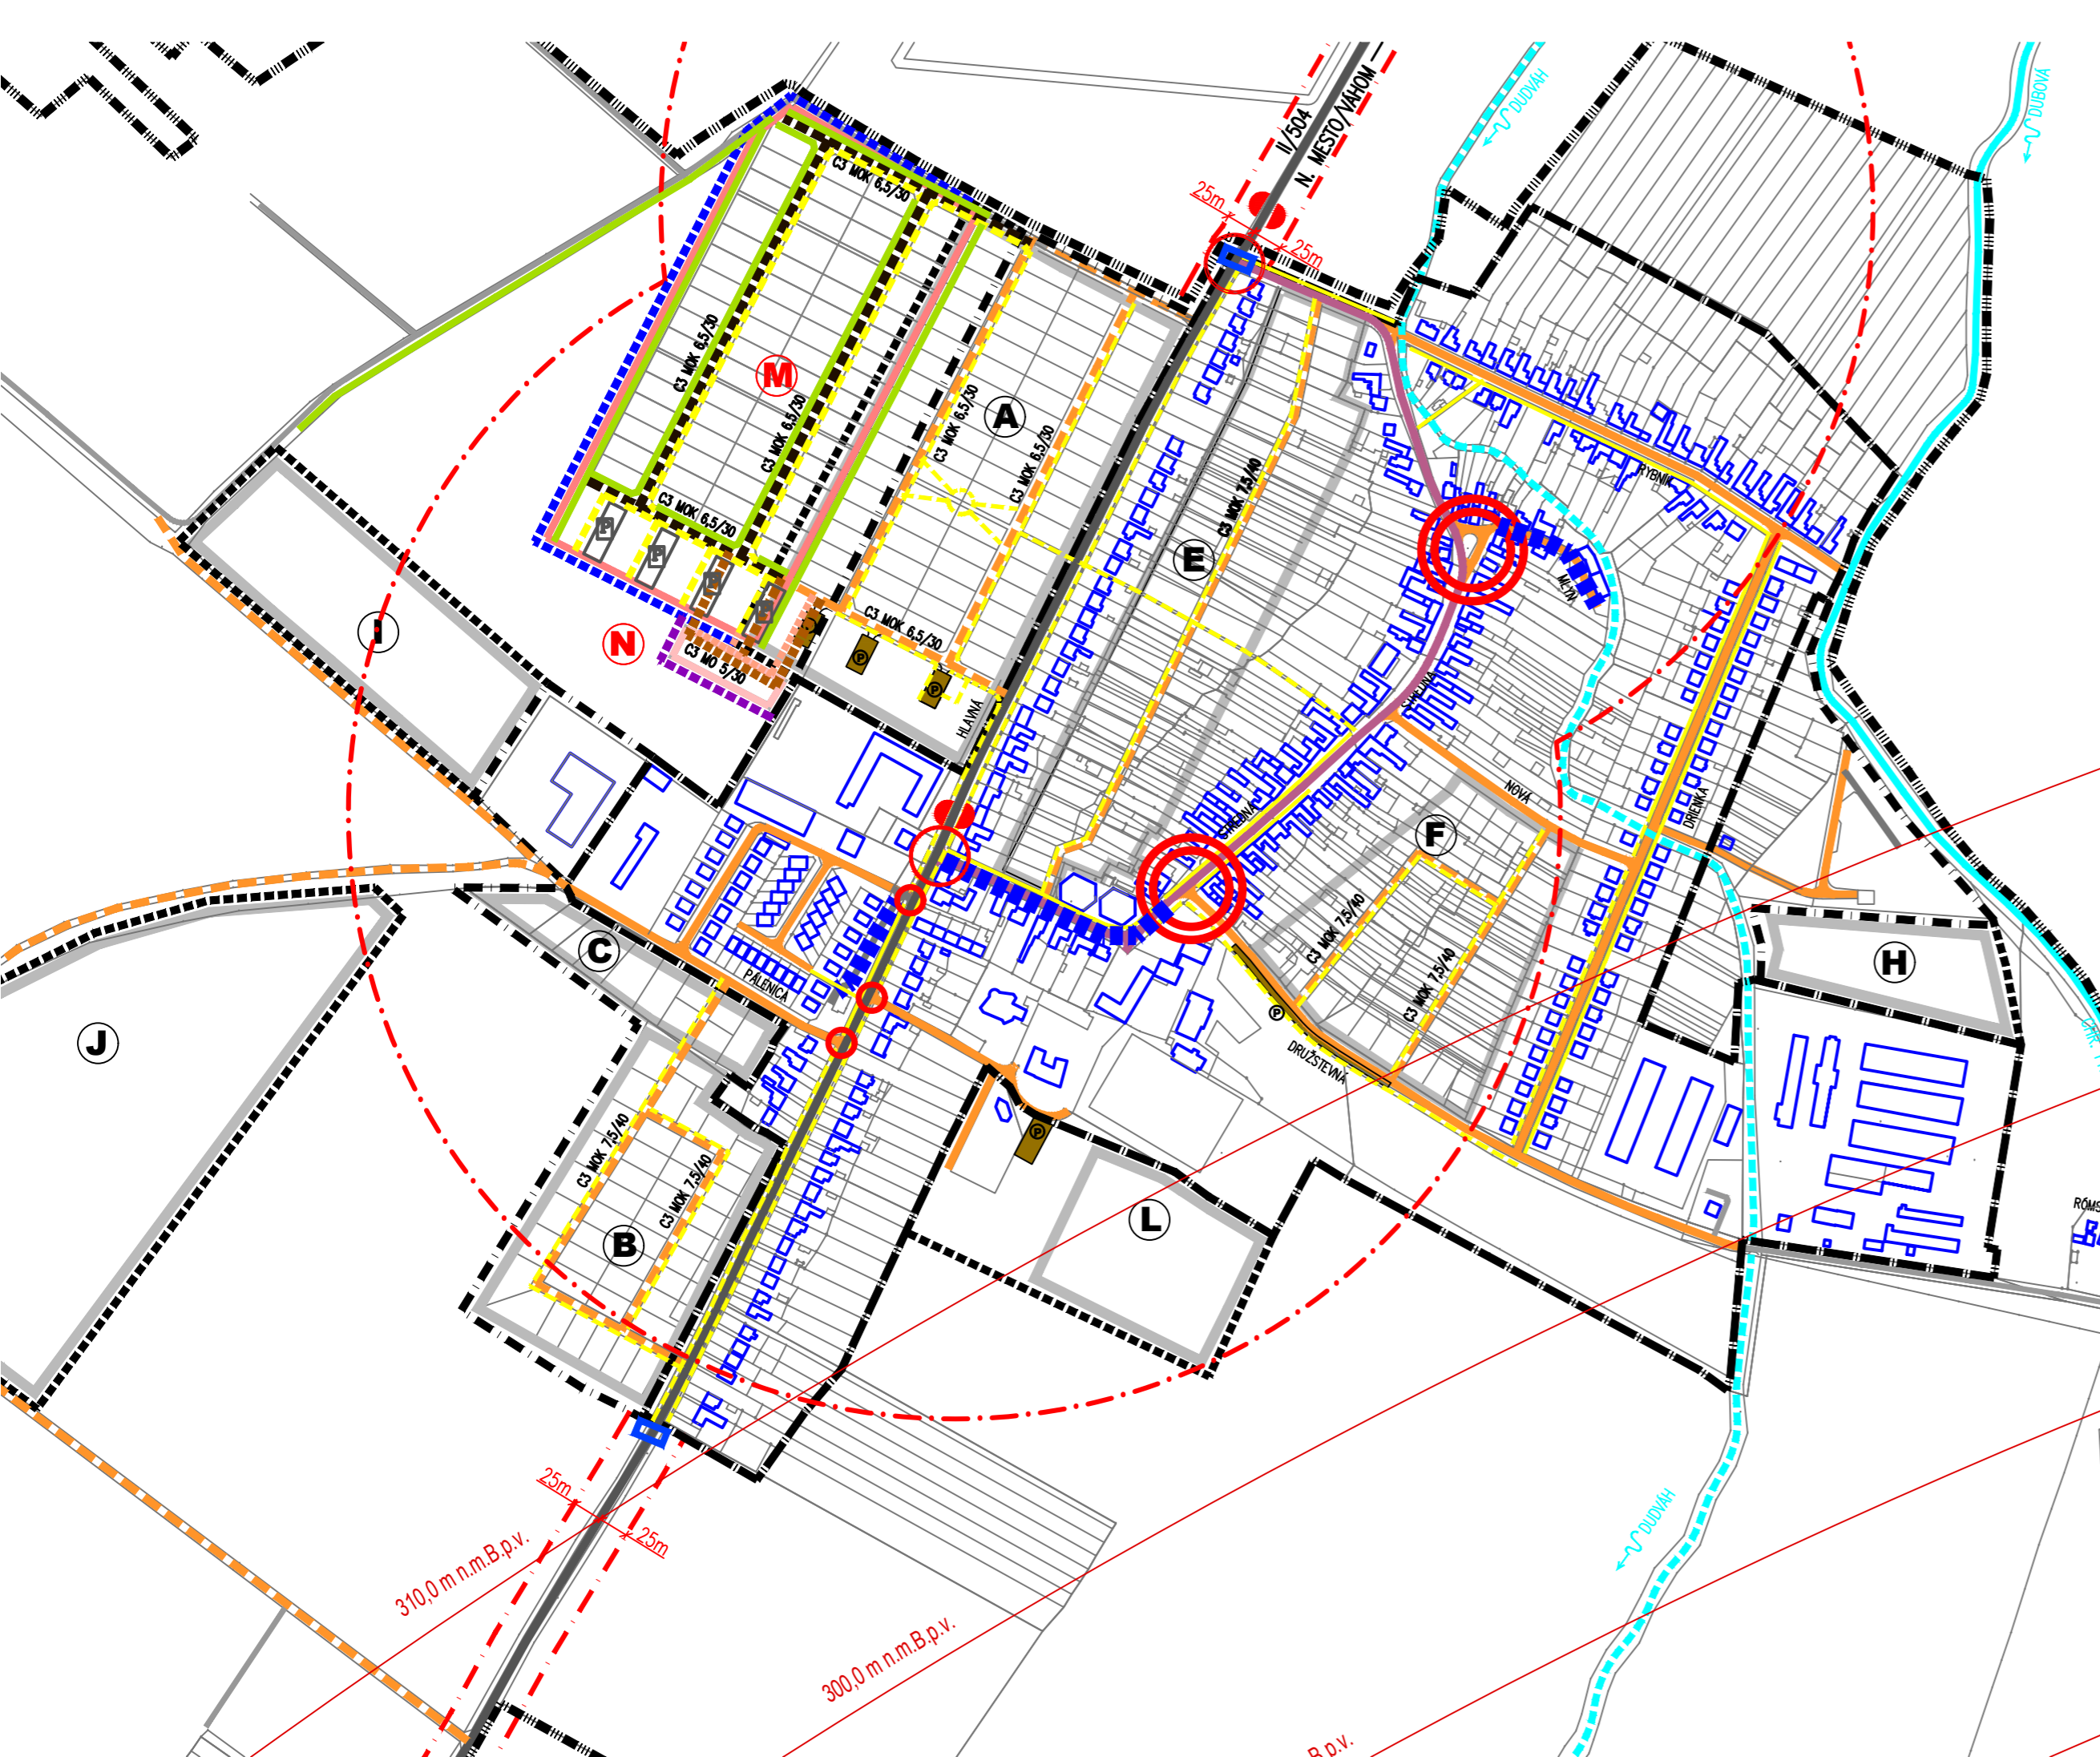 DUDVÁH
DUBOVÁ
II/504
N. MESTO/VÁHOM
25m
25m
C3 MOK 6,5/30
C3 MOK 6,5/30
M
C3 MOK 6,5/30
A
C3 MOK 6,5/30
C3 MOK 6,5/30
C3 MOK 7,5/40
RYBNÍK
C3 MOK 6,5/30
P
P
E
MLYN
I
N
C3 MO 5/30
C3 MOK 6,5/30
P
P
HLAVNÁ
STREDNÁ
NOVÁ
DRIENKA
STREDNÁ
F
C
PÁLENICA
C3 MOK 7,5/40
C3 MOK 7,5/40
H
J
P
DRUŽSTEVNÁ
P
C3 MOK 7,5/40
C3 MOK 7,5/40
B
L
RÓMS
25m
25m
310,0 m n.m.B.p.v.
DUDVÁH
300,0 m n.m.B.p.v.
B.p.v.